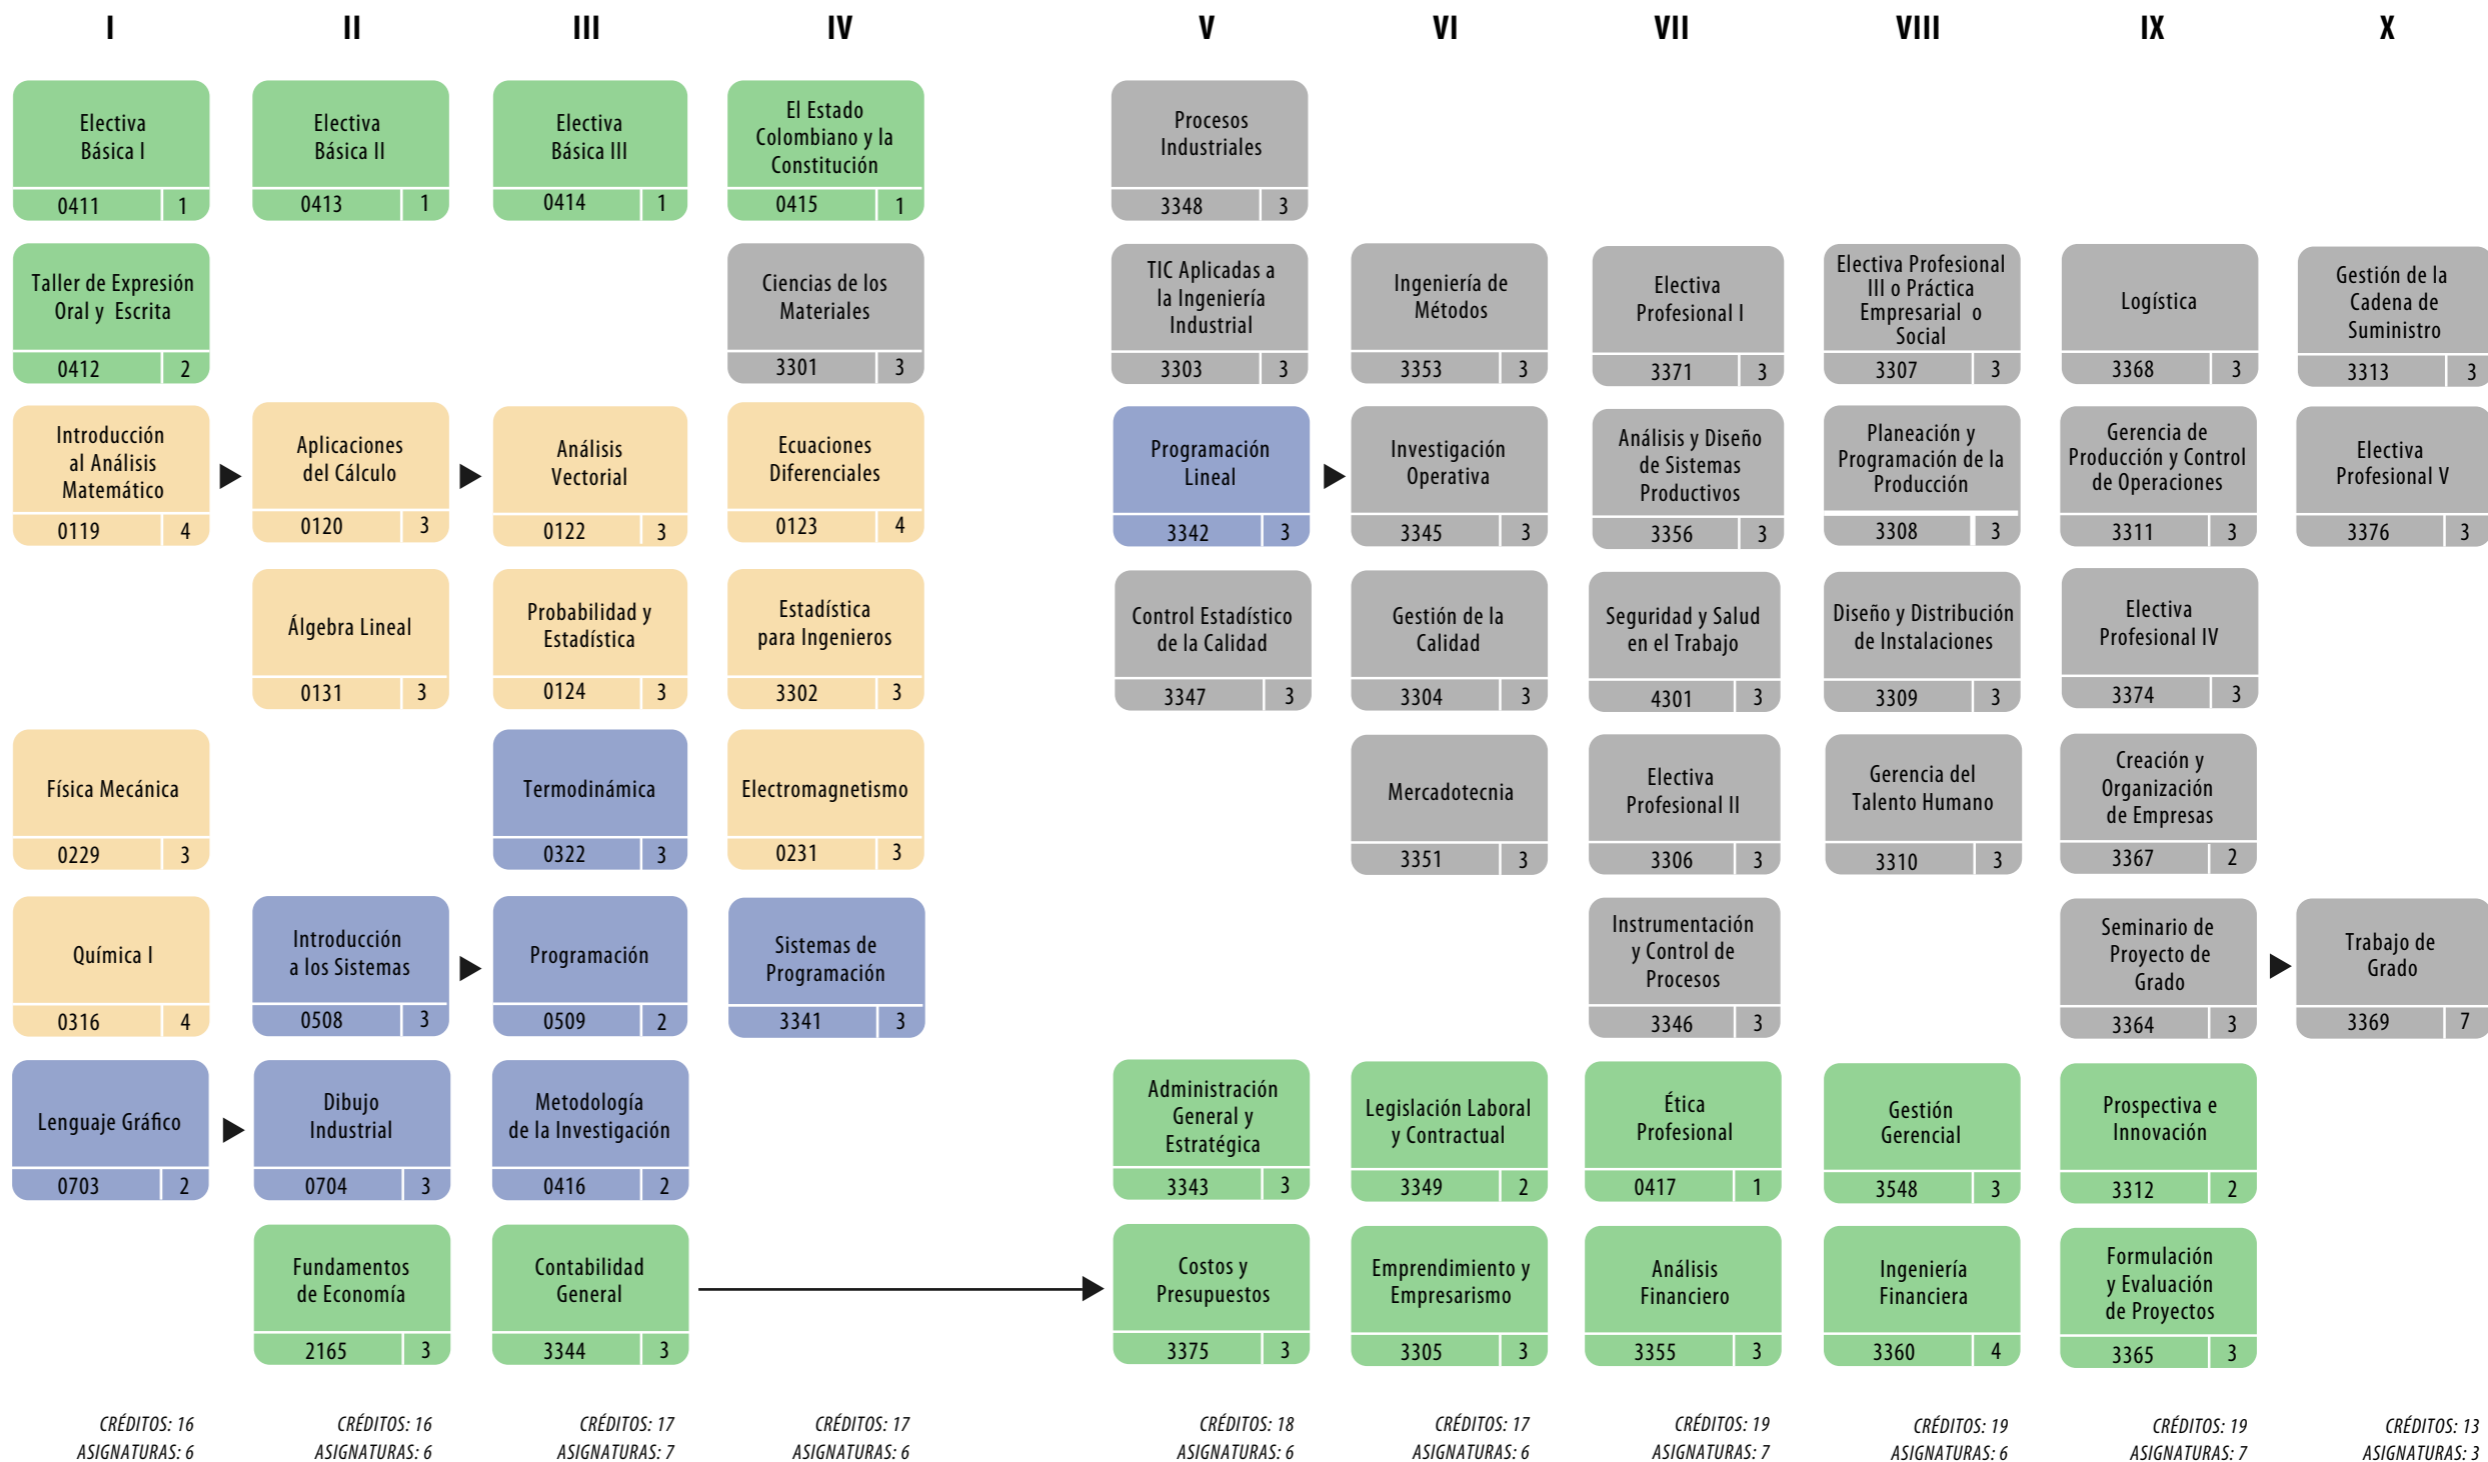 I II III IV V VI VII VIII IX X
Electiva
Básica I
0411 1
Electiva
Básica II
0413 1
Electiva
Básica III
0414 1
El Estado
Colombiano y la
Constitución
0415 1
Procesos
Industriales
3348 3
Taller de Expresión
Oral y Escrita
0412 2
Ciencias de los
Materiales
3301 3
TIC Aplicadas a
la Ingeniería
Industrial
3303 3
Ingeniería de
Métodos
3353 3
Electiva
Profesional I
3371 3
Electiva Profesional
III o Práctica
Empresarial o
Social
3307 3
Logística
3368 3
Gestión de la
Cadena de
Suministro
3313 3
Introducción
al Análisis
Matemático
0119 4
Aplicaciones
del Cálculo
0120 3
Análisis
Vectorial
0122 3
Ecuaciones
Diferenciales
0123 4
Programación
Lineal
3342 3
Investigación
Operativa
3345 3
Análisis y Diseño
de Sistemas
Productivos
3356 3
Planeación y
Programación de la
Producción
3308 3
Gerencia de
Producción y Control
de Operaciones
3311 3
Electiva
Profesional V
3376 3
Álgebra Lineal
0131 3
Probabilidad y
Estadística
0124 3
Estadística
para Ingenieros
3302 3
Control Estadístico
de la Calidad
3347 3
Gestión de la
Calidad
3304 3
Seguridad y Salud
en el Trabajo
4301 3
Diseño y Distribución
de Instalaciones
3309 3
Electiva
Profesional IV
3374 3
Física Mecánica
0229 3
Termodinámica
0322 3
Electromagnetismo
0231 3
Mercadotecnia
3351 3
Electiva
Profesional II
3306 3
Gerencia del
Talento Humano
3310 3
Creación y
Organización
de Empresas
3367 2
Química I
0316 4
Introducción
a los Sistemas
0508 3
Programación
0509 2
Sistemas de
Programación
3341 3
Instrumentación
y Control de
Procesos
3346 3
Seminario de
Proyecto de
Grado
3364 3
Trabajo de
Grado
3369 7
Lenguaje Gráfico
0703 2
Dibujo
Industrial
0704 3
Metodología
de la Investigación
0416 2
Administración
General y
Estratégica
3343 3
Legislación Laboral
y Contractual
3349 2
Ética
Profesional
0417 1
Gestión
Gerencial
3548 3
Prospectiva e
Innovación
3312 2
Fundamentos
de Economía
2165 3
Contabilidad
General
3344 3
Costos y
Presupuestos
3375 3
Emprendimiento y
Empresarismo
3305 3
Análisis
Financiero
3355 3
Ingeniería
Financiera
3360 4
Formulación
y Evaluación
de Proyectos
3365 3
CRÉDITOS: 16
ASIGNATURAS: 6
CRÉDITOS: 16
ASIGNATURAS: 6
CRÉDITOS: 17
ASIGNATURAS: 7
CRÉDITOS: 17
ASIGNATURAS: 6
CRÉDITOS: 18
ASIGNATURAS: 6
CRÉDITOS: 17
ASIGNATURAS: 6
CRÉDITOS: 19
ASIGNATURAS: 7
CRÉDITOS: 19
ASIGNATURAS: 6
CRÉDITOS: 19
ASIGNATURAS: 7
CRÉDITOS: 13
ASIGNATURAS: 3